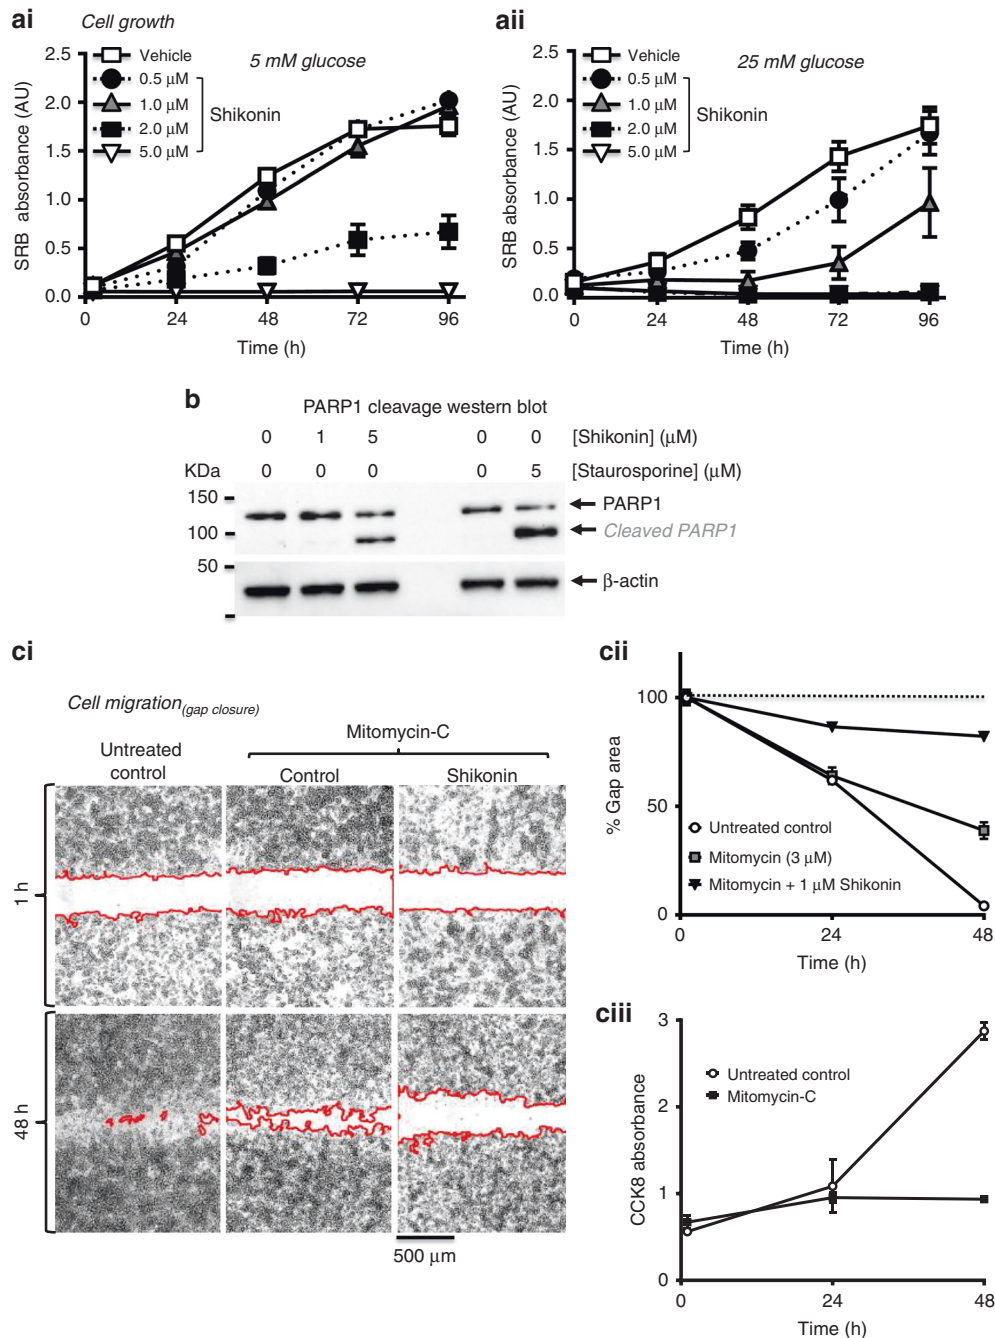 ai
Cell growth
Vehicle
0.5 μM
1.0 μM
2.0 μM
5.0 μM
Shikonin
5 mM glucose
2.5
2.0
1.5
1.0
0.5
0.0
SRB absorbance (AU)
0 24 48 72 96
Time (h)
aii
Vehicle
0.5 μM
1.0 μM
2.0 μM
5.0 μM
Shikonin
25 mM glucose
2.5
2.0
1.5
1.0
0.5
0.0
SRB absorbance (AU)
0 24 48 72 96
Time (h)
b
PARP1 cleavage western blot
0 1 5 0 0 [Shikonin] (μM)
KDa 0 0 0 0 5 [Staurosporine] (μM)
150
100
50
PARP1
Cleaved PARP1
β-actin
ci
Cell migration(gap closure)
Mitomycin-C
Untreated
control
Control
Shikonin
1 h
48 h
500 μm
cii
100
50
0
% Gap area
Untreated control
Mitomycin (3 μM)
Mitomycin + 1 μM Shikonin
0 24 48
Time (h)
ciii
3
2
1
0
CCK8 absorbance
Untreated control
Mitomycin-C
0 24 48
Time (h)